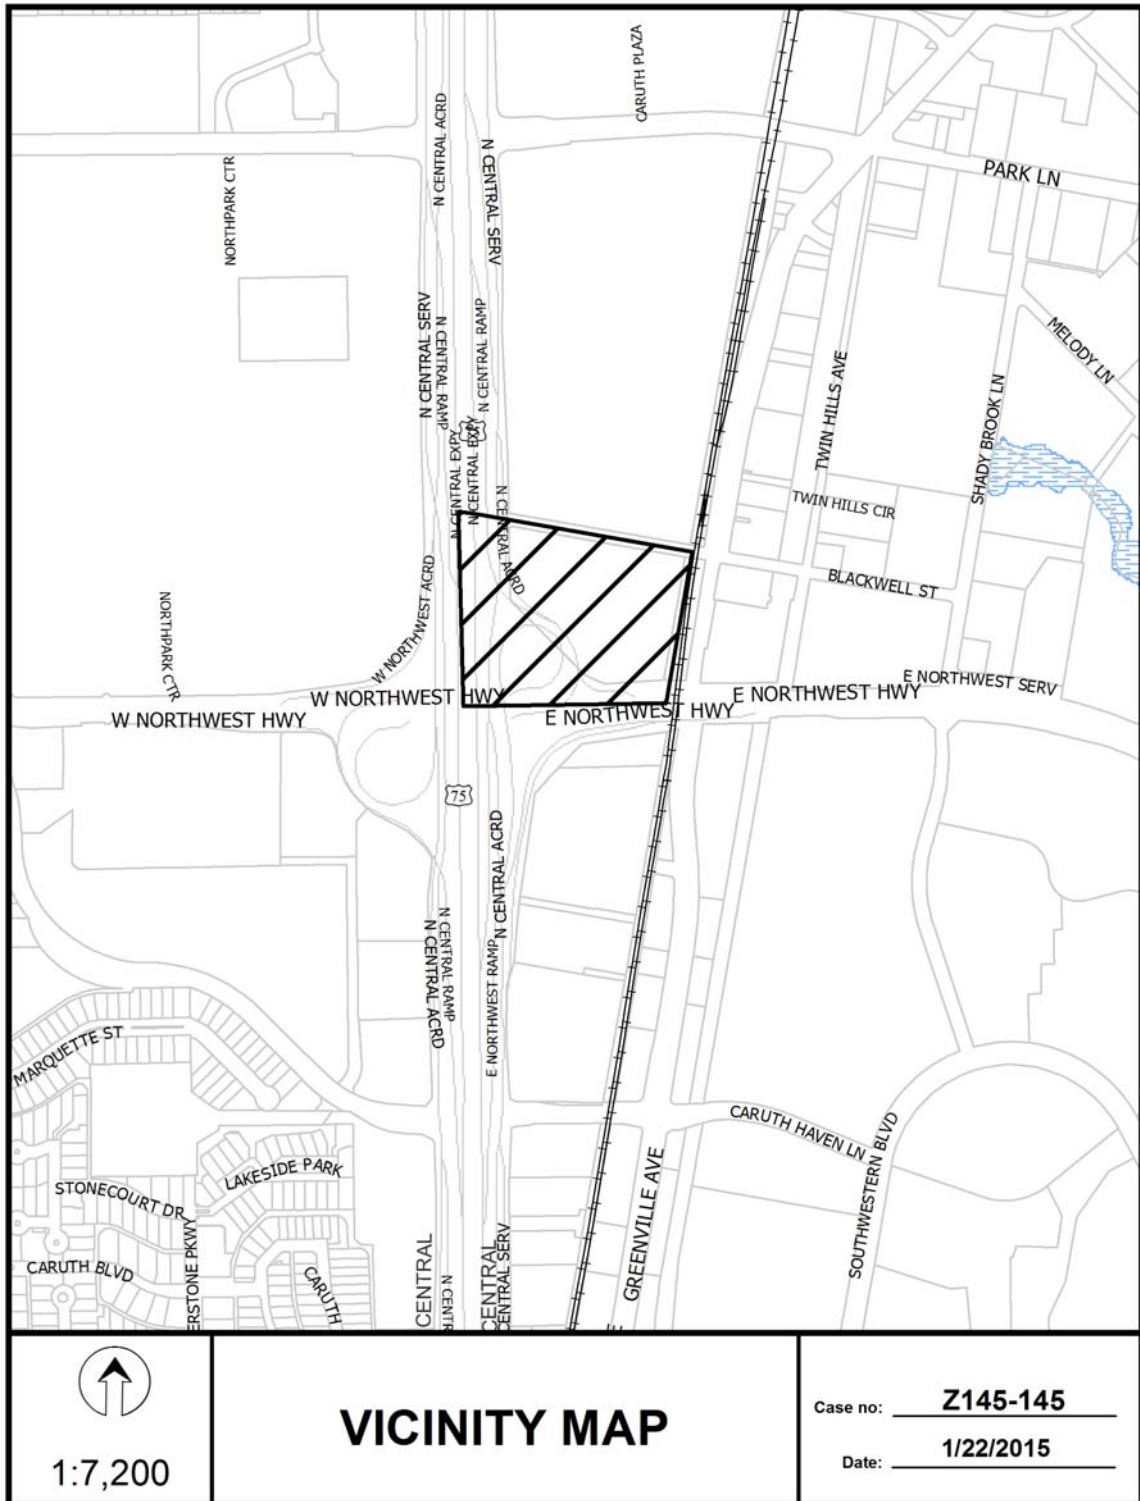 CARUTH PLAZA
N CENTRAL ACRD
N CENTRAL SERV
PARK LN
NORTHPARK CTR
N CENTRAL SERV
N CENTRAL RAMP
N CENTRAL RAMP
MELODY LN
TWIN HILLS AVE
SHADY BROOK LN
N CENTRAL EXPY
N CENTRAL EXPY
N CENTRAL ACRD
TWIN HILLS CIR
BLACKWELL ST
W NORTHWEST ACRD
NORTHPARK CTR
E NORTHWEST SERV
W NORTHWEST HWY
E NORTHWEST HWY
W NORTHWEST HWY
E NORTHWEST HWY
75
N CENTRAL ACRD
N CENTRAL RAMP
N CENTRAL ACRD
E NORTHWEST RAMP
MARQUETTE ST
CARUTH HAVEN LN
SOUTHWESTERN BLVD
LAKESIDE PARK
STONECOURT DR
GREENVILLE AVE
CARUTH BLVD
ERSTONE PKWY
CARUTH
CENTRAL
N CENTR
CENTRAL
CENTRAL SERV
E
1:7,200
VICINITY MAP
Case no: Z145-145
Date: 1/22/2015